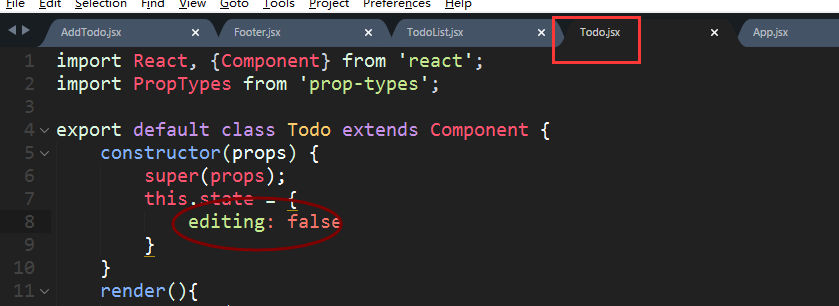 File Edit Selection Find View Goto Tools Project Preferences Help
AddTodo.jsx × Footer.jsx × TodoList.jsx × Todo.jsx × App.jsx
1 import React, {Component} from 'react';
2 import PropTypes from 'prop-types';
3
4 export default class Todo extends Component {
5 constructor(props) {
6 super(props);
7 this.state = {
8 editing: false
9 }
10 }
11 render(){